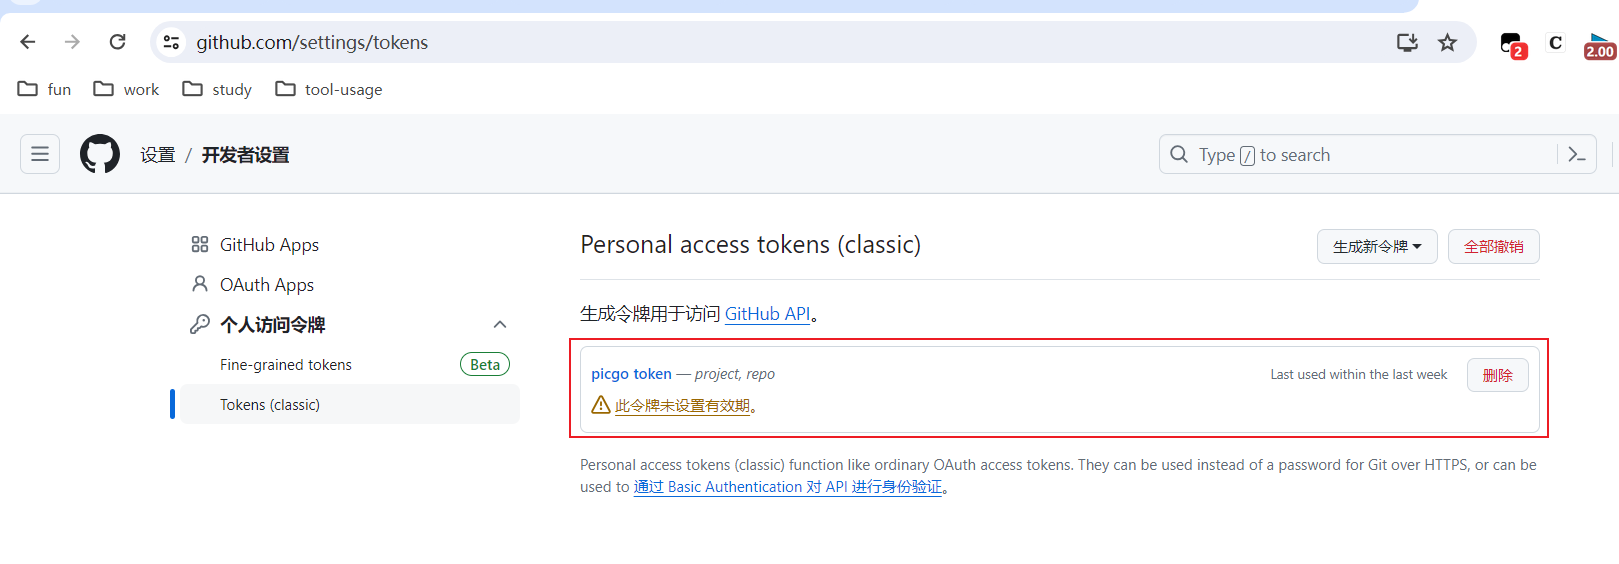 github.com/settings/tokens
2
C
2.00
fun work study tool-usage
设置 / 开发者设置
Type / to search
GitHub Apps
OAuth Apps
个人访问令牌
Fine-grained tokens Beta
Tokens (classic)
Personal access tokens (classic)
生成新令牌 全部撤销
生成令牌用于访问 GitHub API。
picgo token — project, repo
Last used within the last week 删除
此令牌未设置有效期。
Personal access tokens (classic) function like ordinary OAuth access tokens. They can be used instead of a password for Git over HTTPS, or can be
used to 通过 Basic Authentication 对 API 进行身份验证。